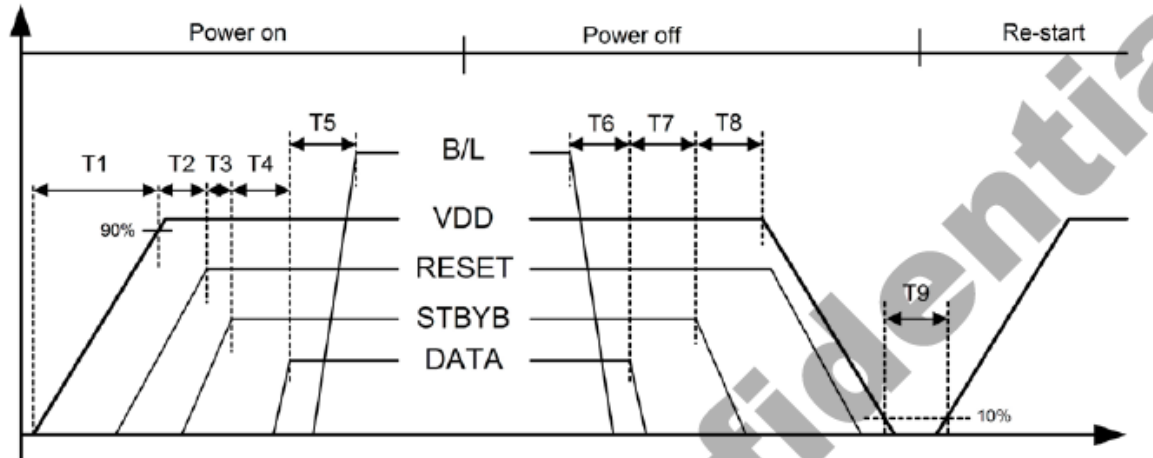 Power on Power off Re-start
T5 T6 T7 T8
B/L
T1 T2 T3 T4
VDD
90%
RESET
T9
STBYB
DATA
10%
fidentia